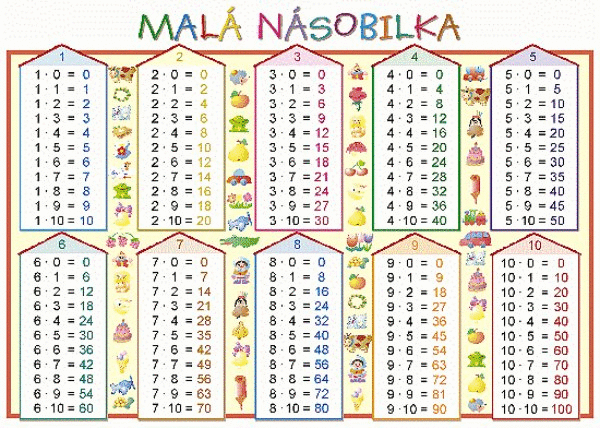 MALÁ NÁSOBILKA
1
1 · 0 = 0
1 · 1 = 1
1 · 2 = 2
1 · 3 = 3
1 · 4 = 4
1 · 5 = 5
1 · 6 = 6
1 · 7 = 7
1 · 8 = 8
1 · 9 = 9
1 · 10 = 10
2
2 · 0 = 0
2 · 1 = 2
2 · 2 = 4
2 · 3 = 6
2 · 4 = 8
2 · 5 = 10
2 · 6 = 12
2 · 7 = 14
2 · 8 = 16
2 · 9 = 18
2 · 10 = 20
3
3 · 0 = 0
3 · 1 = 3
3 · 2 = 6
3 · 3 = 9
3 · 4 = 12
3 · 5 = 15
3 · 6 = 18
3 · 7 = 21
3 · 8 = 24
3 · 9 = 27
3 · 10 = 30
4
4 · 0 = 0
4 · 1 = 4
4 · 2 = 8
4 · 3 = 12
4 · 4 = 16
4 · 5 = 20
4 · 6 = 24
4 · 7 = 28
4 · 8 = 32
4 · 9 = 36
4 · 10 = 40
5
5 · 0 = 0
5 · 1 = 5
5 · 2 = 10
5 · 3 = 15
5 · 4 = 20
5 · 5 = 25
5 · 6 = 30
5 · 7 = 35
5 · 8 = 40
5 · 9 = 45
5 · 10 = 50
6
6 · 0 = 0
6 · 1 = 6
6 · 2 = 12
6 · 3 = 18
6 · 4 = 24
6 · 5 = 30
6 · 6 = 36
6 · 7 = 42
6 · 8 = 48
6 · 9 = 54
6 · 10 = 60
7
7 · 0 = 0
7 · 1 = 7
7 · 2 = 14
7 · 3 = 21
7 · 4 = 28
7 · 5 = 35
7 · 6 = 42
7 · 7 = 49
7 · 8 = 56
7 · 9 = 63
7 · 10 = 70
8
8 · 0 = 0
8 · 1 = 8
8 · 2 = 16
8 · 3 = 24
8 · 4 = 32
8 · 5 = 40
8 · 6 = 48
8 · 7 = 56
8 · 8 = 64
8 · 9 = 72
8 · 10 = 80
9
9 · 0 = 0
9 · 1 = 9
9 · 2 = 18
9 · 3 = 27
9 · 4 = 36
9 · 5 = 45
9 · 6 = 54
9 · 7 = 63
9 · 8 = 72
9 · 9 = 81
9 · 10 = 90
10
10 · 0 = 0
10 · 1 = 10
10 · 2 = 20
10 · 3 = 30
10 · 4 = 40
10 · 5 = 50
10 · 6 = 60
10 · 7 = 70
10 · 8 = 80
10 · 9 = 90
10 · 10 = 100